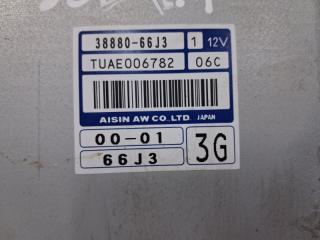 38880-66J3 1 12V
TUAE006782 06C
AISIN AW CO.,LTD. JAPAN
00-01
66J3 3G